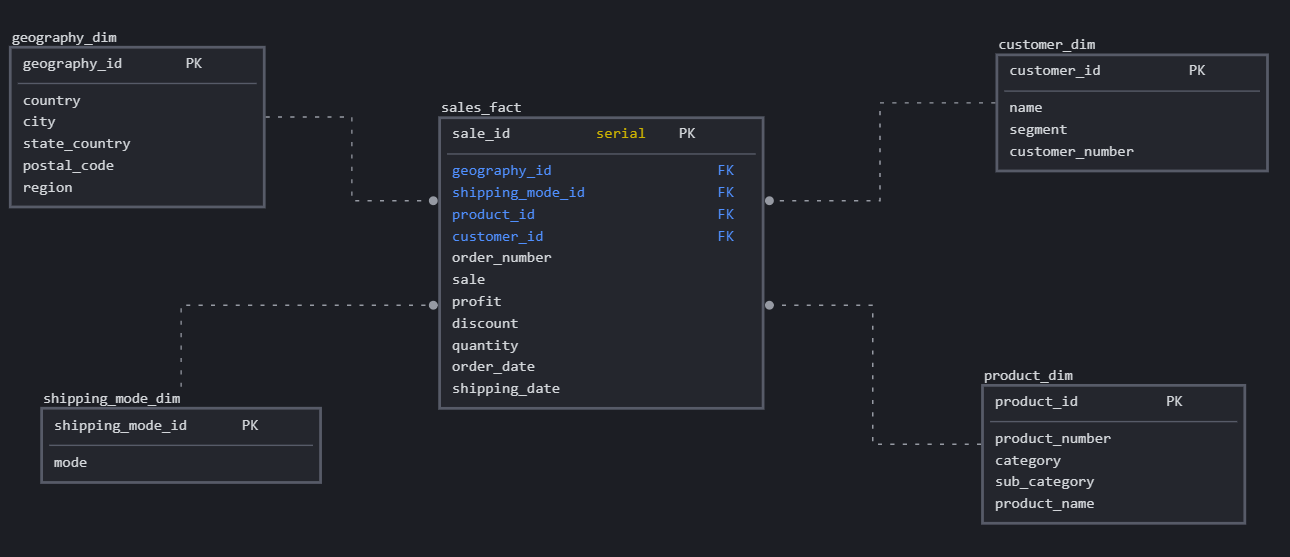 geography_dim
geography_id PK
country
city
state_country
postal_code
region
sales_fact
sale_id serial PK
geography_id FK
shipping_mode_id FK
product_id FK
customer_id FK
order_number
sale
profit
discount
quantity
order_date
shipping_date
customer_dim
customer_id PK
name
segment
customer_number
shipping_mode_dim
shipping_mode_id PK
mode
product_dim
product_id PK
product_number
category
sub_category
product_name